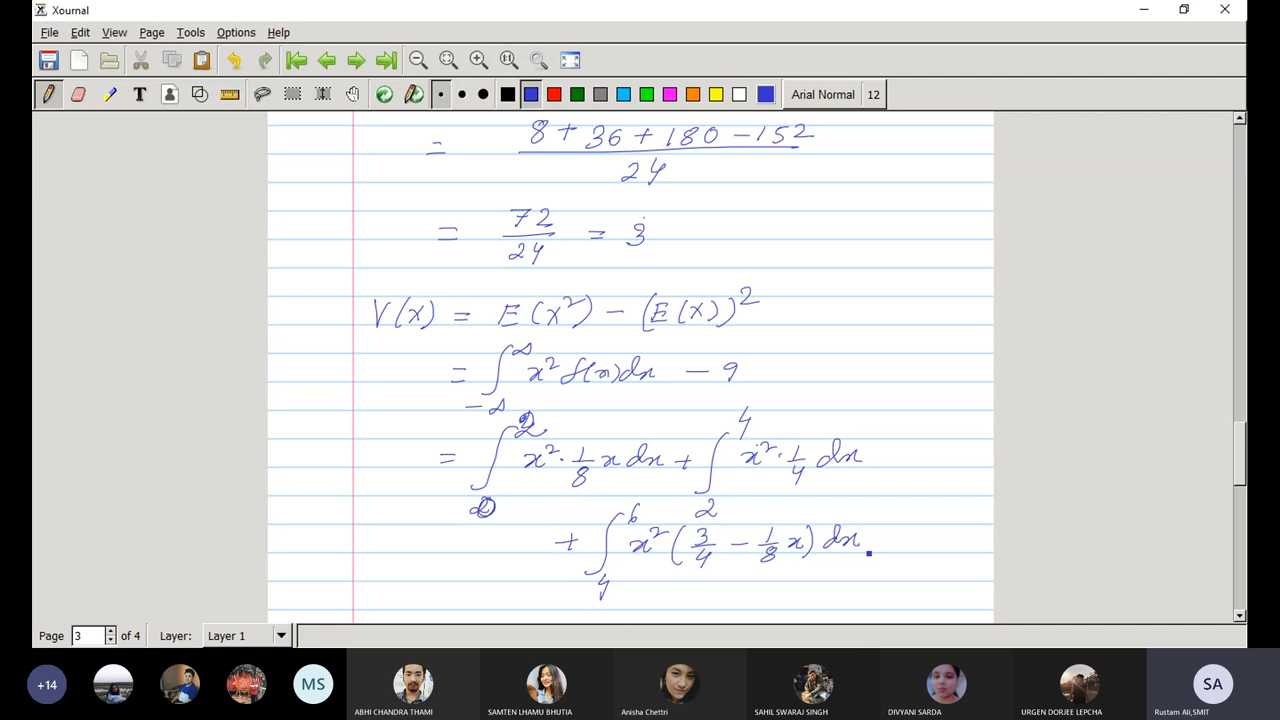 Xournal
File Edit View Page Tools Options Help
Arial Normal 12
= 8 + 36 + 180 - 152 / 24
= 72/24 = 3
V(X) = E(X²) - (E(X))²
= ∫_{-∞}^{∞} x² f(x) dx - 9
= ∫_0^2 x² · 1/8 x dx + ∫_2^4 x² · 1/4 dx
+ ∫_4^6 x² (3/4 - 1/8 x) dx
Page 3 of 4 Layer: Layer 1
+14 MS SA
ABHI CHANDRA THAMI SAMTEN LHAMU BHUTIA Anisha Chettri SAHIL SWARAJ SINGH DIVYANI SARDA URGEN DORJEE LEPCHA Rustam Ali,SMIT